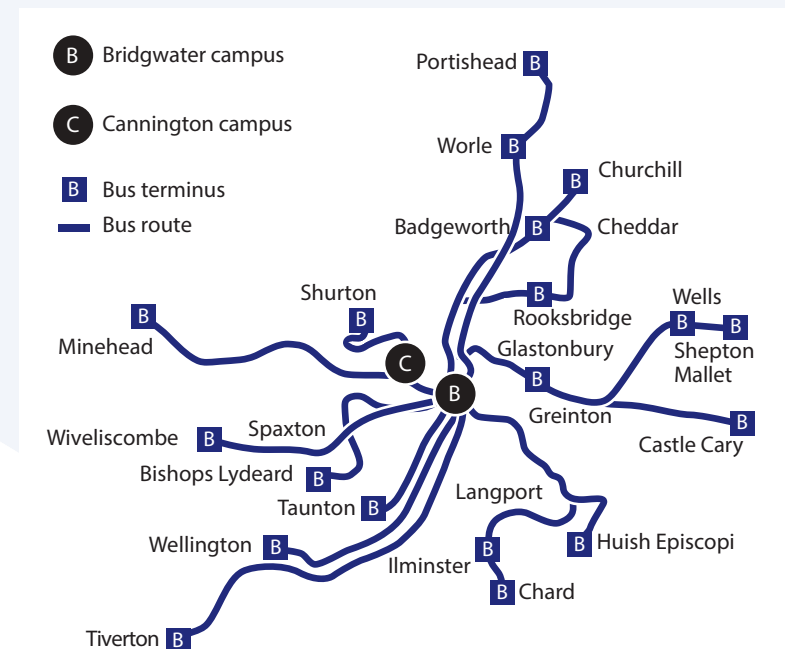 B Bridgwater campus
C Cannington campus
B Bus terminus
Bus route
Portishead B
Worle B
B Churchill
Badgeworth B Cheddar
Shurton
B
B
Minehead
B
Rooksbridge
Wells
B B
Shepton
Mallet
Glastonbury
B
Greinton
C
B
B
Castle Cary
Spaxton
Wiveliscombe B
Bishops Lydeard B
Taunton B
Langport
Wellington B
B Huish Episcopi
B
Ilminster
B Chard
Tiverton B